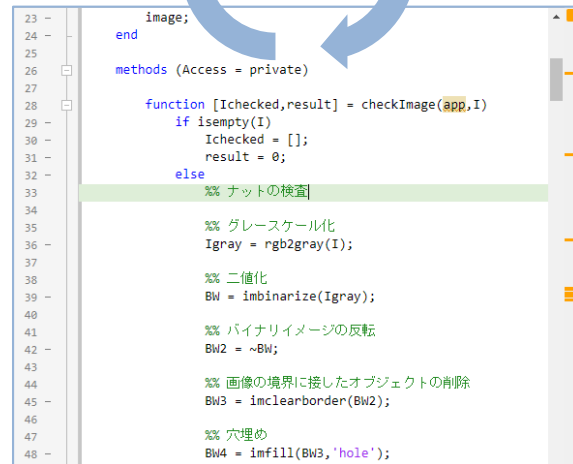 23 - image;
24 - end
25
26 methods (Access = private)
27
28 function [Ichecked,result] = checkImage(app,I)
29 - if isempty(I)
30 - Ichecked = [];
31 - result = 0;
32 - else
33 %% ナットの検査
34
35 %% グレースケール化
36 - Igray = rgb2gray(I);
37
38 %% 二値化
39 - BW = imbinarize(Igray);
40
41 %% バイナリイメージの反転
42 - BW2 = ~BW;
43
44 %% 画像の境界に接したオブジェクトの削除
45 - BW3 = imclearborder(BW2);
46
47 %% 穴埋め
48 - BW4 = imfill(BW3,'hole');